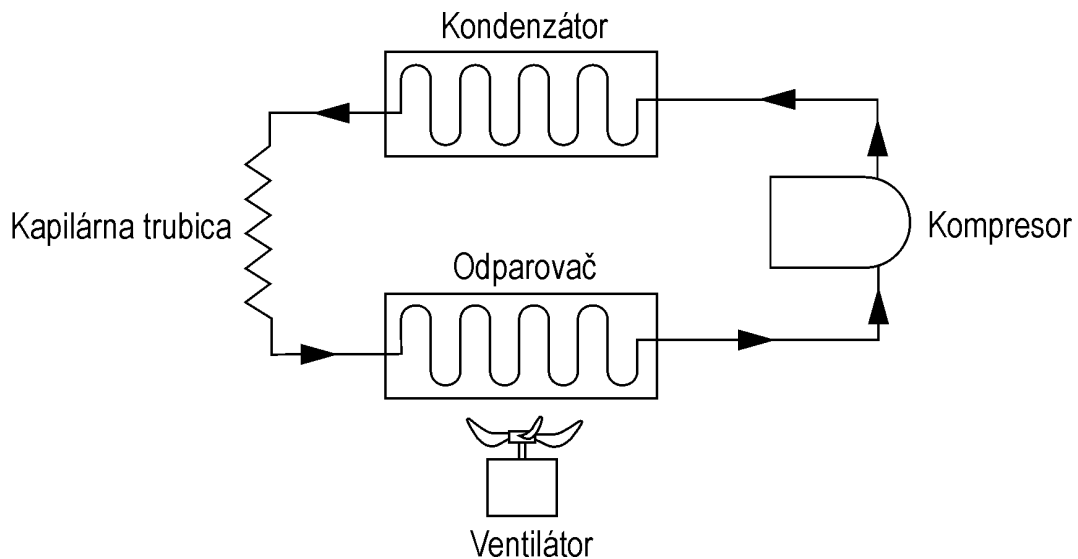 Kondenzátor
Kapilárna trubica
Kompresor
Odparovač
Ventilátor